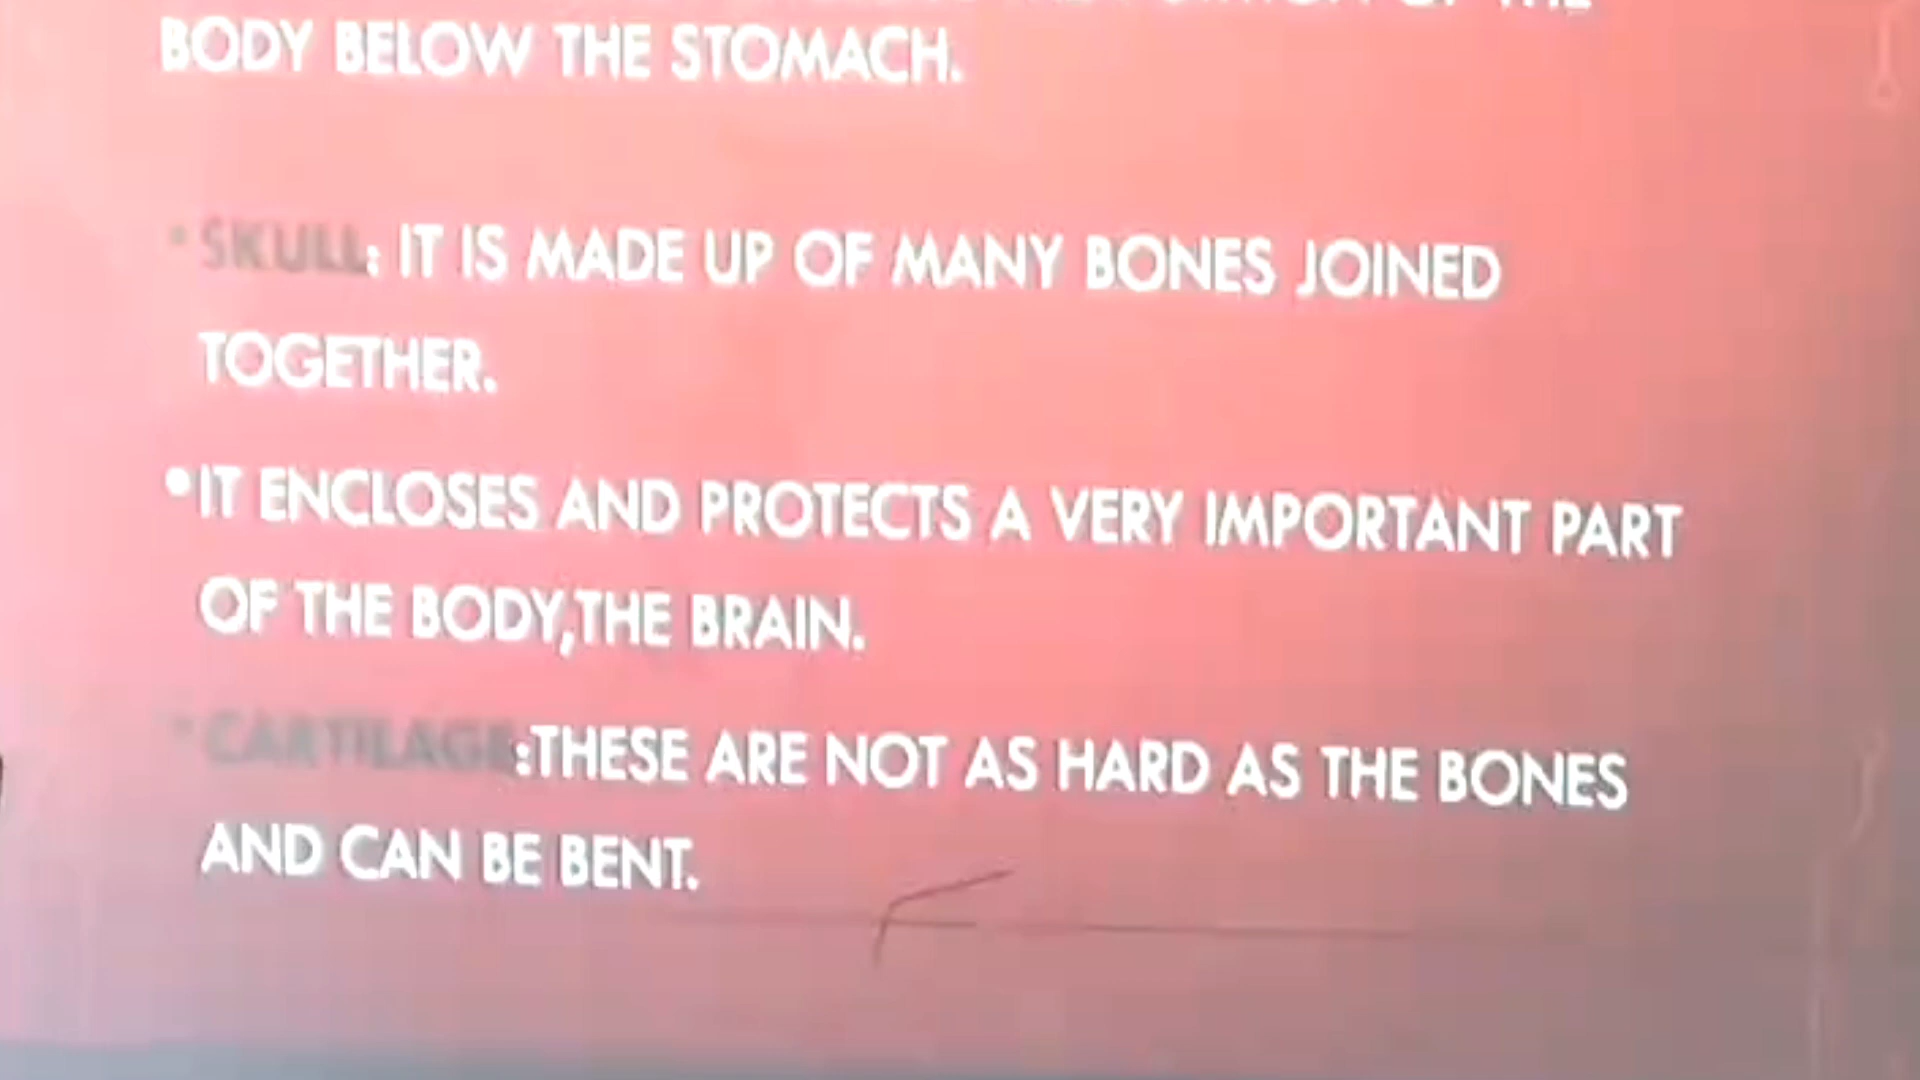 THE
BODY BELOW THE STOMACH.
• SKULL: IT IS MADE UP OF MANY BONES JOINED
TOGETHER.
• IT ENCLOSES AND PROTECTS A VERY IMPORTANT PART
OF THE BODY,THE BRAIN.
• CARTILAGE:THESE ARE NOT AS HARD AS THE BONES
AND CAN BE BENT.